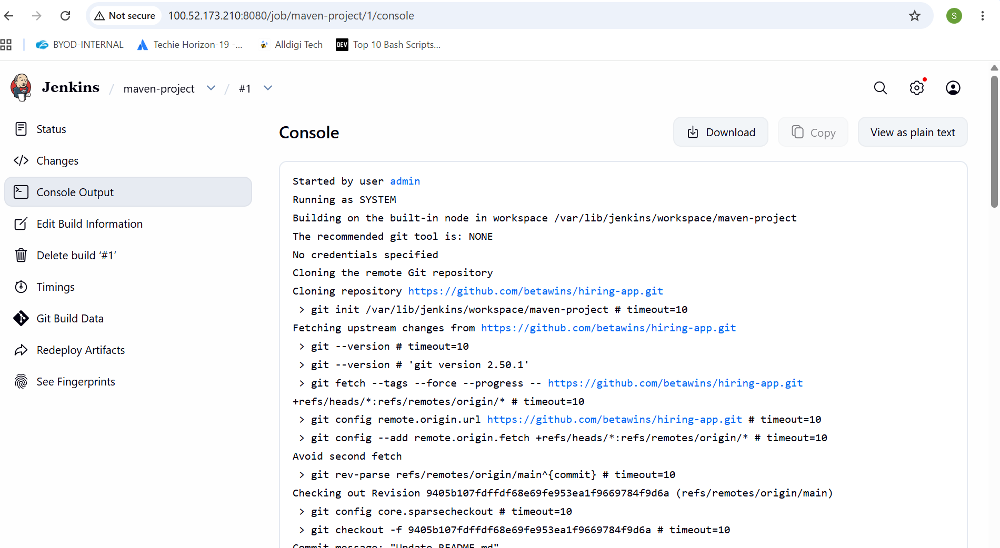 Not secure 100.52.173.210:8080/job/maven-project/1/console S
BYOD-INTERNAL Techie Horizon-19 -... Alldigi Tech DEV Top 10 Bash Scripts...
Jenkins / maven-project / #1
Status
Changes
Console Output
Edit Build Information
Delete build ‘#1’
Timings
Git Build Data
Redeploy Artifacts
See Fingerprints
Console Download Copy View as plain text
Started by user admin
Running as SYSTEM
Building on the built-in node in workspace /var/lib/jenkins/workspace/maven-project
The recommended git tool is: NONE
No credentials specified
Cloning the remote Git repository
Cloning repository https://github.com/betawins/hiring-app.git
 > git init /var/lib/jenkins/workspace/maven-project # timeout=10
Fetching upstream changes from https://github.com/betawins/hiring-app.git
 > git --version # timeout=10
 > git --version # 'git version 2.50.1'
 > git fetch --tags --force --progress -- https://github.com/betawins/hiring-app.git
+refs/heads/*:refs/remotes/origin/* # timeout=10
 > git config remote.origin.url https://github.com/betawins/hiring-app.git # timeout=10
 > git config --add remote.origin.fetch +refs/heads/*:refs/remotes/origin/* # timeout=10
Avoid second fetch
 > git rev-parse refs/remotes/origin/main^{commit} # timeout=10
Checking out Revision 9405b107fdffdf68e69fe953ea1f9669784f9d6a (refs/remotes/origin/main)
 > git config core.sparsecheckout # timeout=10
 > git checkout -f 9405b107fdffdf68e69fe953ea1f9669784f9d6a # timeout=10
Commit message: "Update README.md"